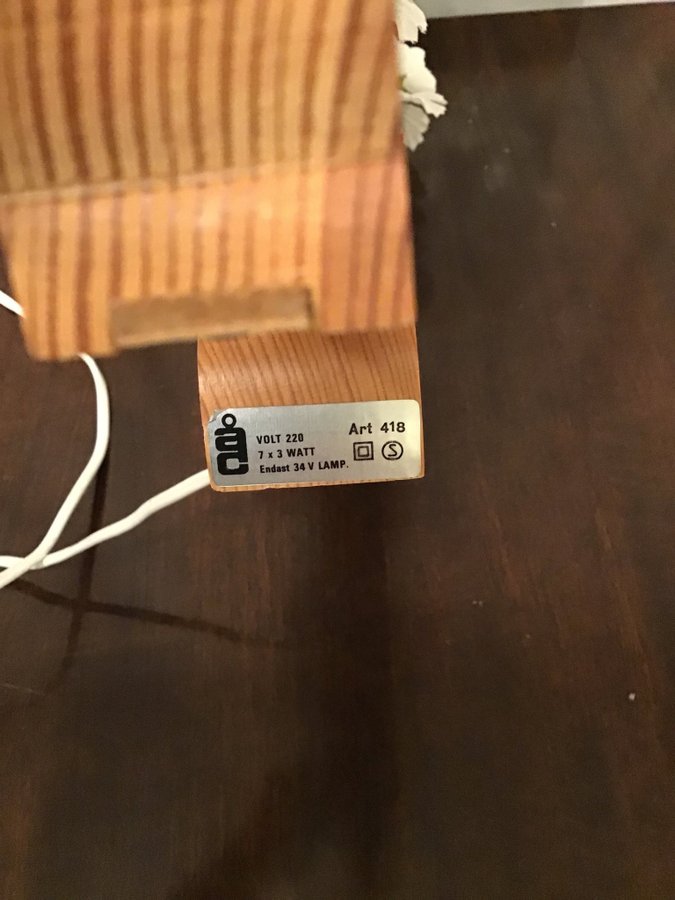 VOLT 220
7 x 3 WATT
Endast 34 V LAMP.
Art 418
S